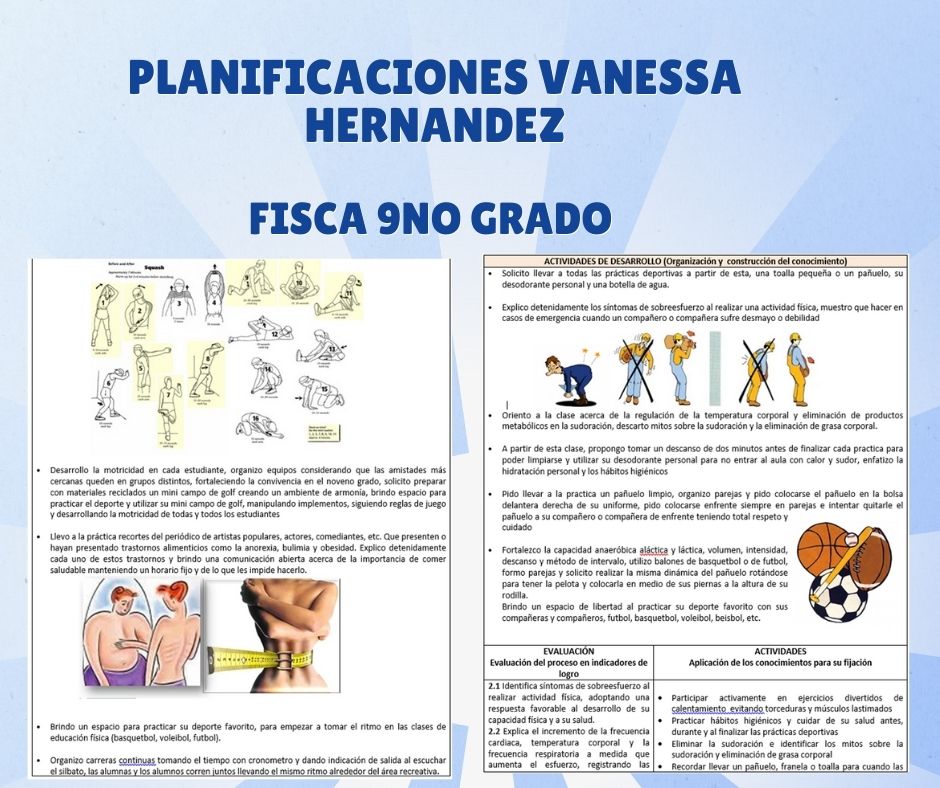 PLANIFICACIONES VANESSA
HERNANDEZ
FISCA 9NO GRADO
Before and After
Squash
1
2
3
4
5
6
7
8
9
10
11
12
13
14
15
16
• Desarrollo la motricidad en cada estudiante, organizo equipos considerando que las amistades más
cercanas queden en grupos distintos, fortaleciendo la convivencia en el noveno grado, solicito preparar
con materiales reciclados un mini campo de golf creando un ambiente de armonía, brindo espacio para
practicar el deporte y utilizar su mini campo de golf, manipulando implementos, siguiendo reglas de juego
y desarrollando la motricidad de todas y todos los estudiantes
• Llevo a la práctica recortes del periódico de artistas populares, actores, comediantes, etc. Que presenten o
hayan presentado trastornos alimenticios como la anorexia, bulimia y obesidad. Explico detenidamente
cada uno de estos trastornos y brindo una comunicación abierta acerca de la importancia de comer
saludable manteniendo un horario fijo y de lo que les impide hacerlo.
• Brindo un espacio para practicar su deporte favorito, para empezar a tomar el ritmo en las clases de
educación física (basquetbol, voleibol, futbol).
• Organizo carreras continuas tomando el tiempo con cronometro y dando indicación de salida al escuchar
el silbato, las alumnas y los alumnos corren juntos llevando el mismo ritmo alrededor del área recreativa.
ACTIVIDADES DE DESARROLLO (Organización y construcción del conocimiento)
• Solicito llevar a todas las prácticas deportivas a partir de esta, una toalla pequeña o un pañuelo, su
desodorante personal y una botella de agua.
• Explico detenidamente los síntomas de sobreesfuerzo al realizar una actividad física, muestro que hacer en
casos de emergencia cuando un compañero o compañera sufre desmayo o debilidad
• Oriento a la clase acerca de la regulación de la temperatura corporal y eliminación de productos
metabólicos en la sudoración, descarto mitos sobre la sudoración y la eliminación de grasa corporal.
• A partir de esta clase, propongo tomar un descanso de dos minutos antes de finalizar cada practica para
poder limpiarse y utilizar su desodorante personal para no entrar al aula con calor y sudor, enfatizo la
hidratación personal y los hábitos higiénicos
• Pido llevar a la practica un pañuelo limpio, organizo parejas y pido colocarse el pañuelo en la bolsa
delantera derecha de su uniforme, pido colocarse enfrente siempre en parejas e intentar quitarle el
pañuelo a su compañero o compañera de enfrente teniendo total respeto y
cuidado
• Fortalezco la capacidad anaeróbica aláctica y láctica, volumen, intensidad,
descanso y método de intervalo, utilizo balones de basquetbol o de futbol,
formo parejas y solicito realizar la misma dinámica del pañuelo rotándose
para tener la pelota y colocarla en medio de sus piernas a la altura de su
rodilla.
Brindo un espacio de libertad al practicar su deporte favorito con sus
compañeras y compañeros, futbol, basquetbol, voleibol, beisbol, etc.
EVALUACIÓN
Evaluación del proceso en indicadores de
logro
2.1 Identifica síntomas de sobreesfuerzo al
realizar actividad física, adoptando una
respuesta favorable al desarrollo de su
capacidad física y a su salud.
2.2 Explica el incremento de la frecuencia
cardiaca, temperatura corporal y la
frecuencia respiratoria a medida que
aumenta el esfuerzo, registrando las
ACTIVIDADES
Aplicación de los conocimientos para su fijación
• Participar activamente en ejercicios divertidos de
calentamiento evitando torceduras y músculos lastimados
• Practicar hábitos higiénicos y cuidar de su salud antes,
durante y al finalizar las prácticas deportivas
• Eliminar la sudoración e identificar los mitos sobre la
sudoración y eliminación de grasa corporal
• Recordar llevar un pañuelo, franela o toalla para cuando las